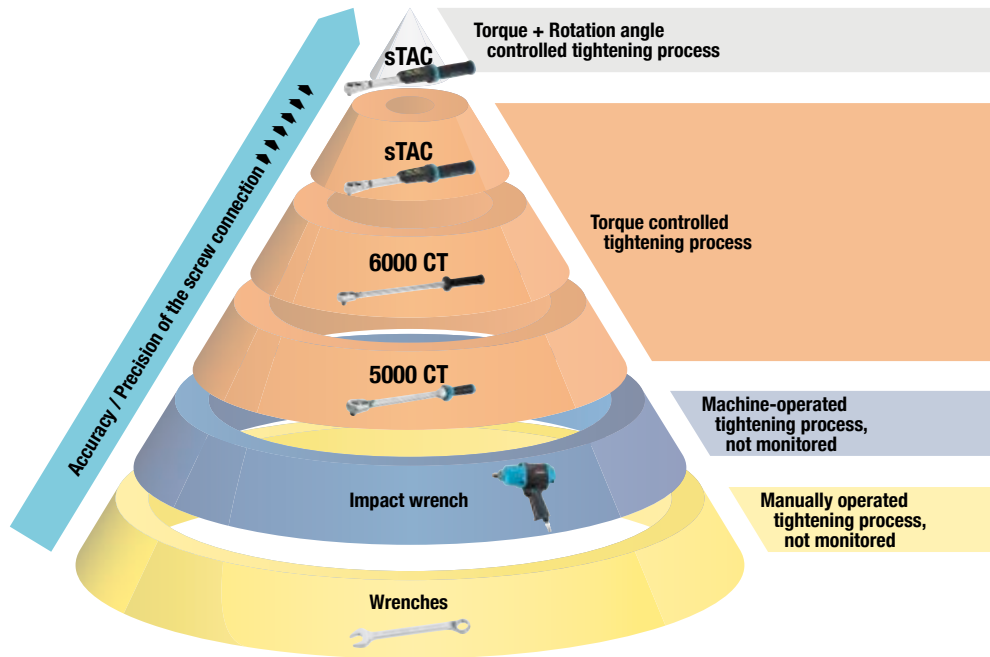 Torque + Rotation angle
controlled tightening process
sTAC
sTAC
Torque controlled
tightening process
6000 CT
5000 CT
Accuracy / Precision of the screw connection
Machine-operated
tightening process,
not monitored
Impact wrench
Manually operated
tightening process,
not monitored
Wrenches